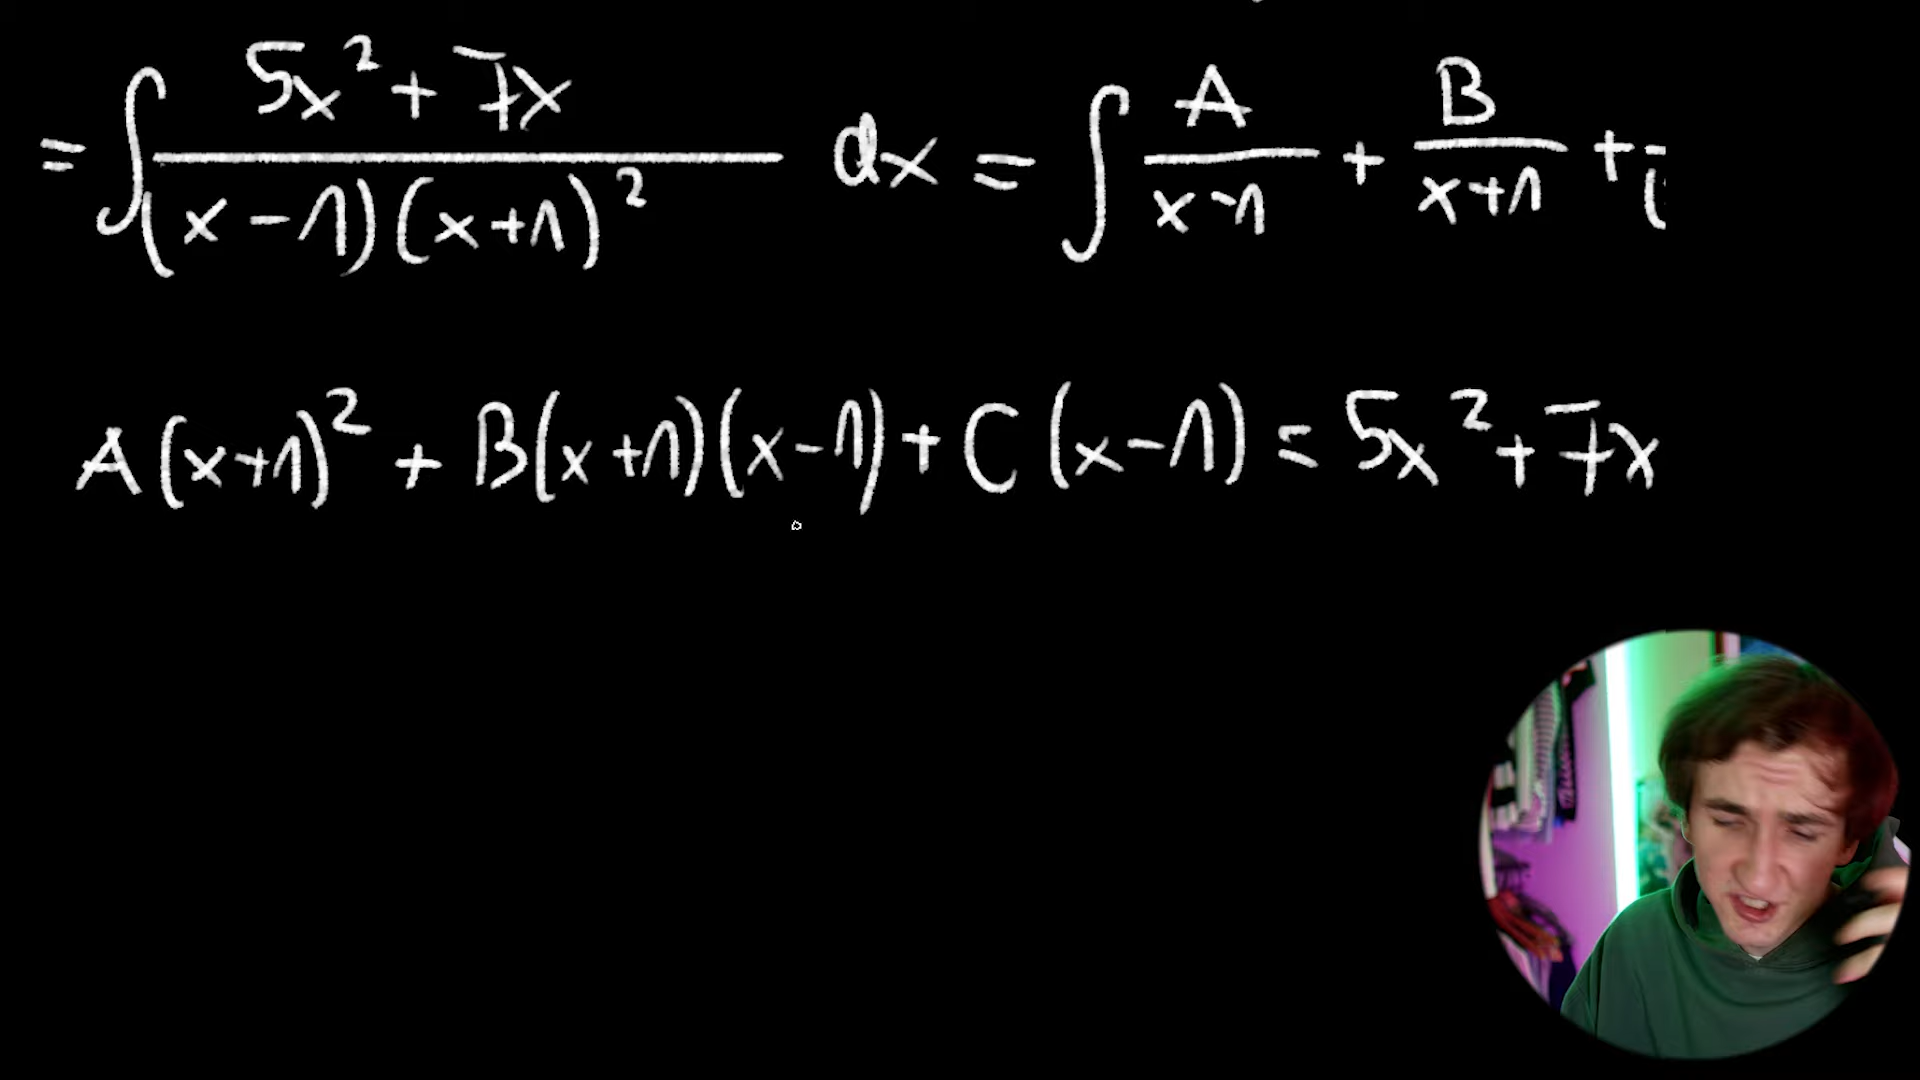 = ∫ (5x² + 7x)/((x-1)(x+1)²) dx = ∫ A/(x-1) + B/(x+1) +
A(x+1)² + B(x+1)(x-1) + C(x-1) = 5x² + 7x